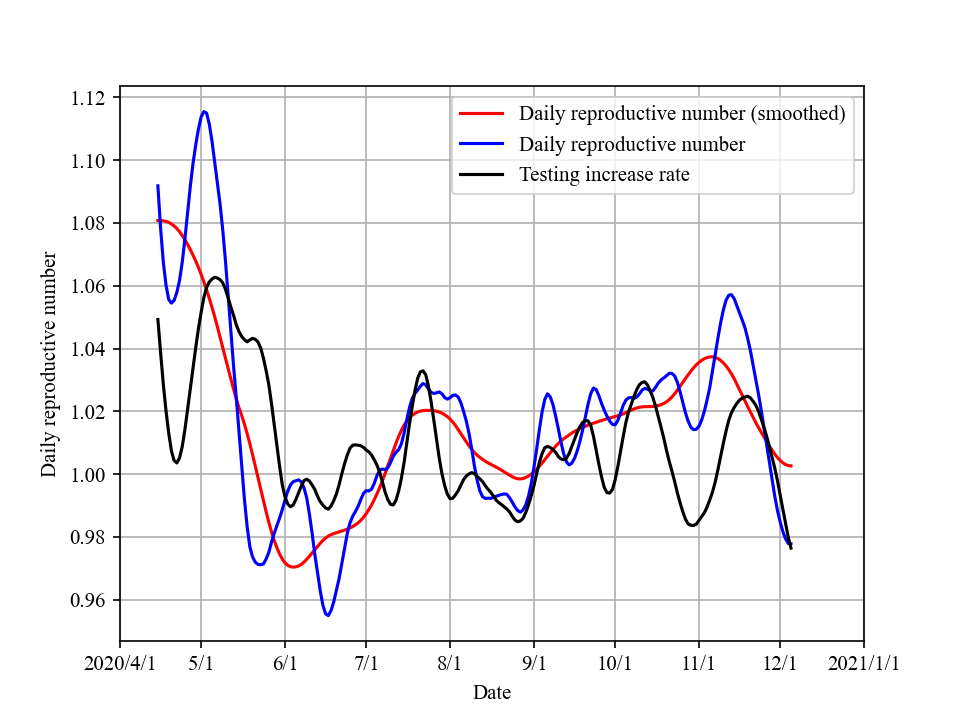 1.12
1.10
1.08
1.06
1.04
1.02
1.00
0.98
0.96
Daily reproductive number
Daily reproductive number (smoothed)
Daily reproductive number
Testing increase rate
2020/4/1 5/1 6/1 7/1 8/1 9/1 10/1 11/1 12/1 2021/1/1
Date